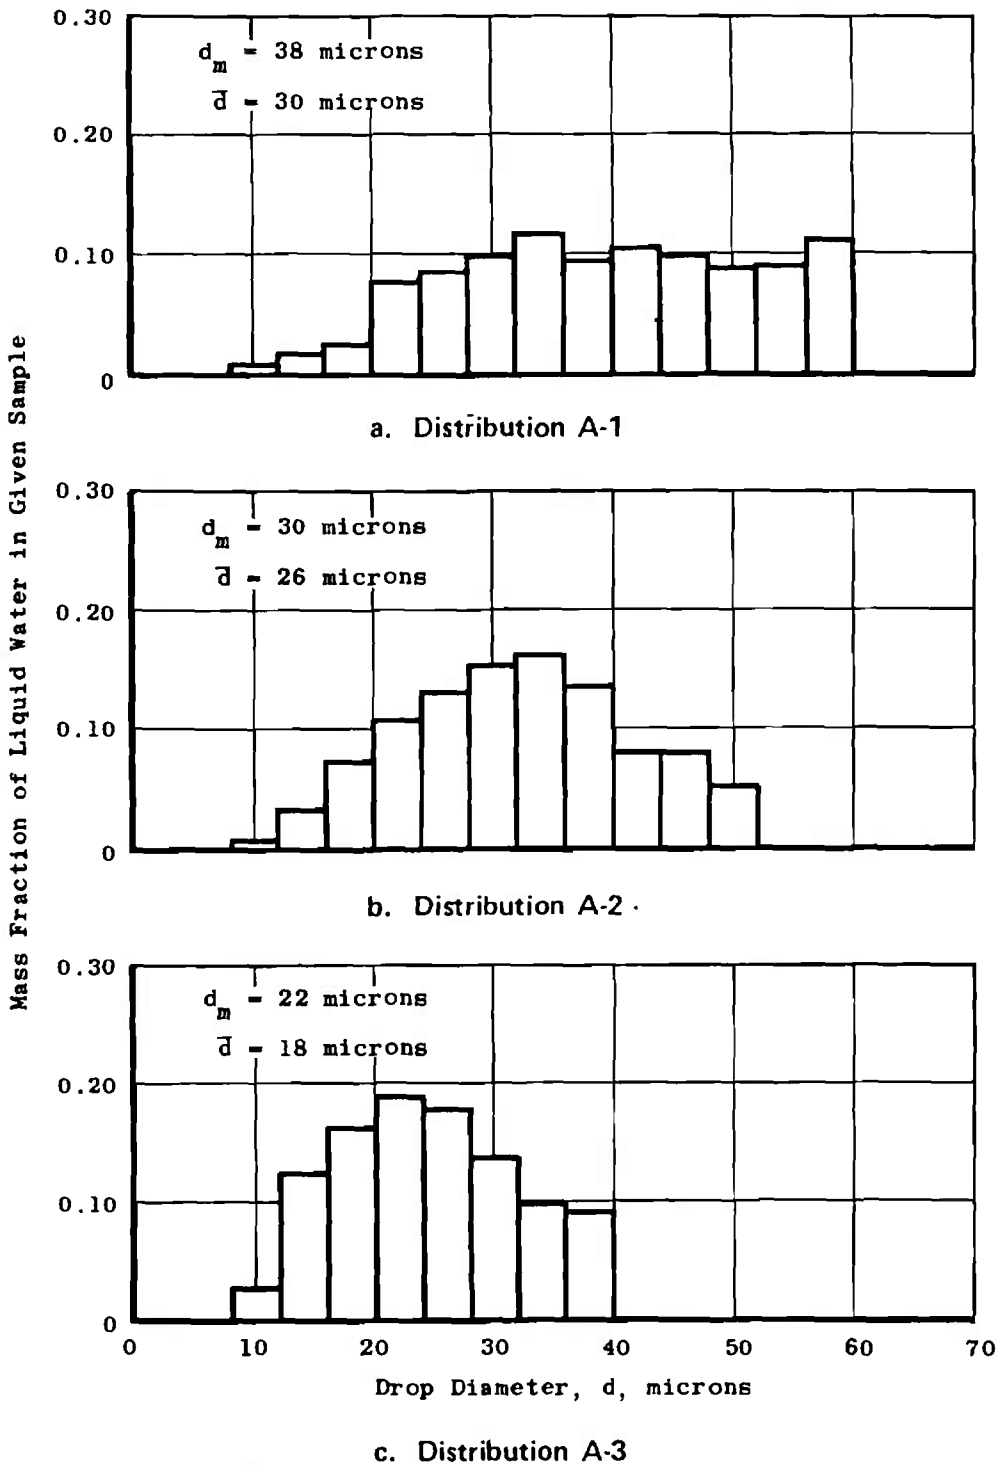 Mass Fraction of Liquid Water in Given Sample
0.30
d_m = 38 microns
d̄ = 30 microns
0.20
0.10
0
a. Distribution A-1
0.30
d_m = 30 microns
d̄ = 26 microns
0.20
0.10
0
b. Distribution A-2
0.30
d_m = 22 microns
d̄ = 18 microns
0.20
0.10
0
0 10 20 30 40 50 60 70
Drop Diameter, d, microns
c. Distribution A-3